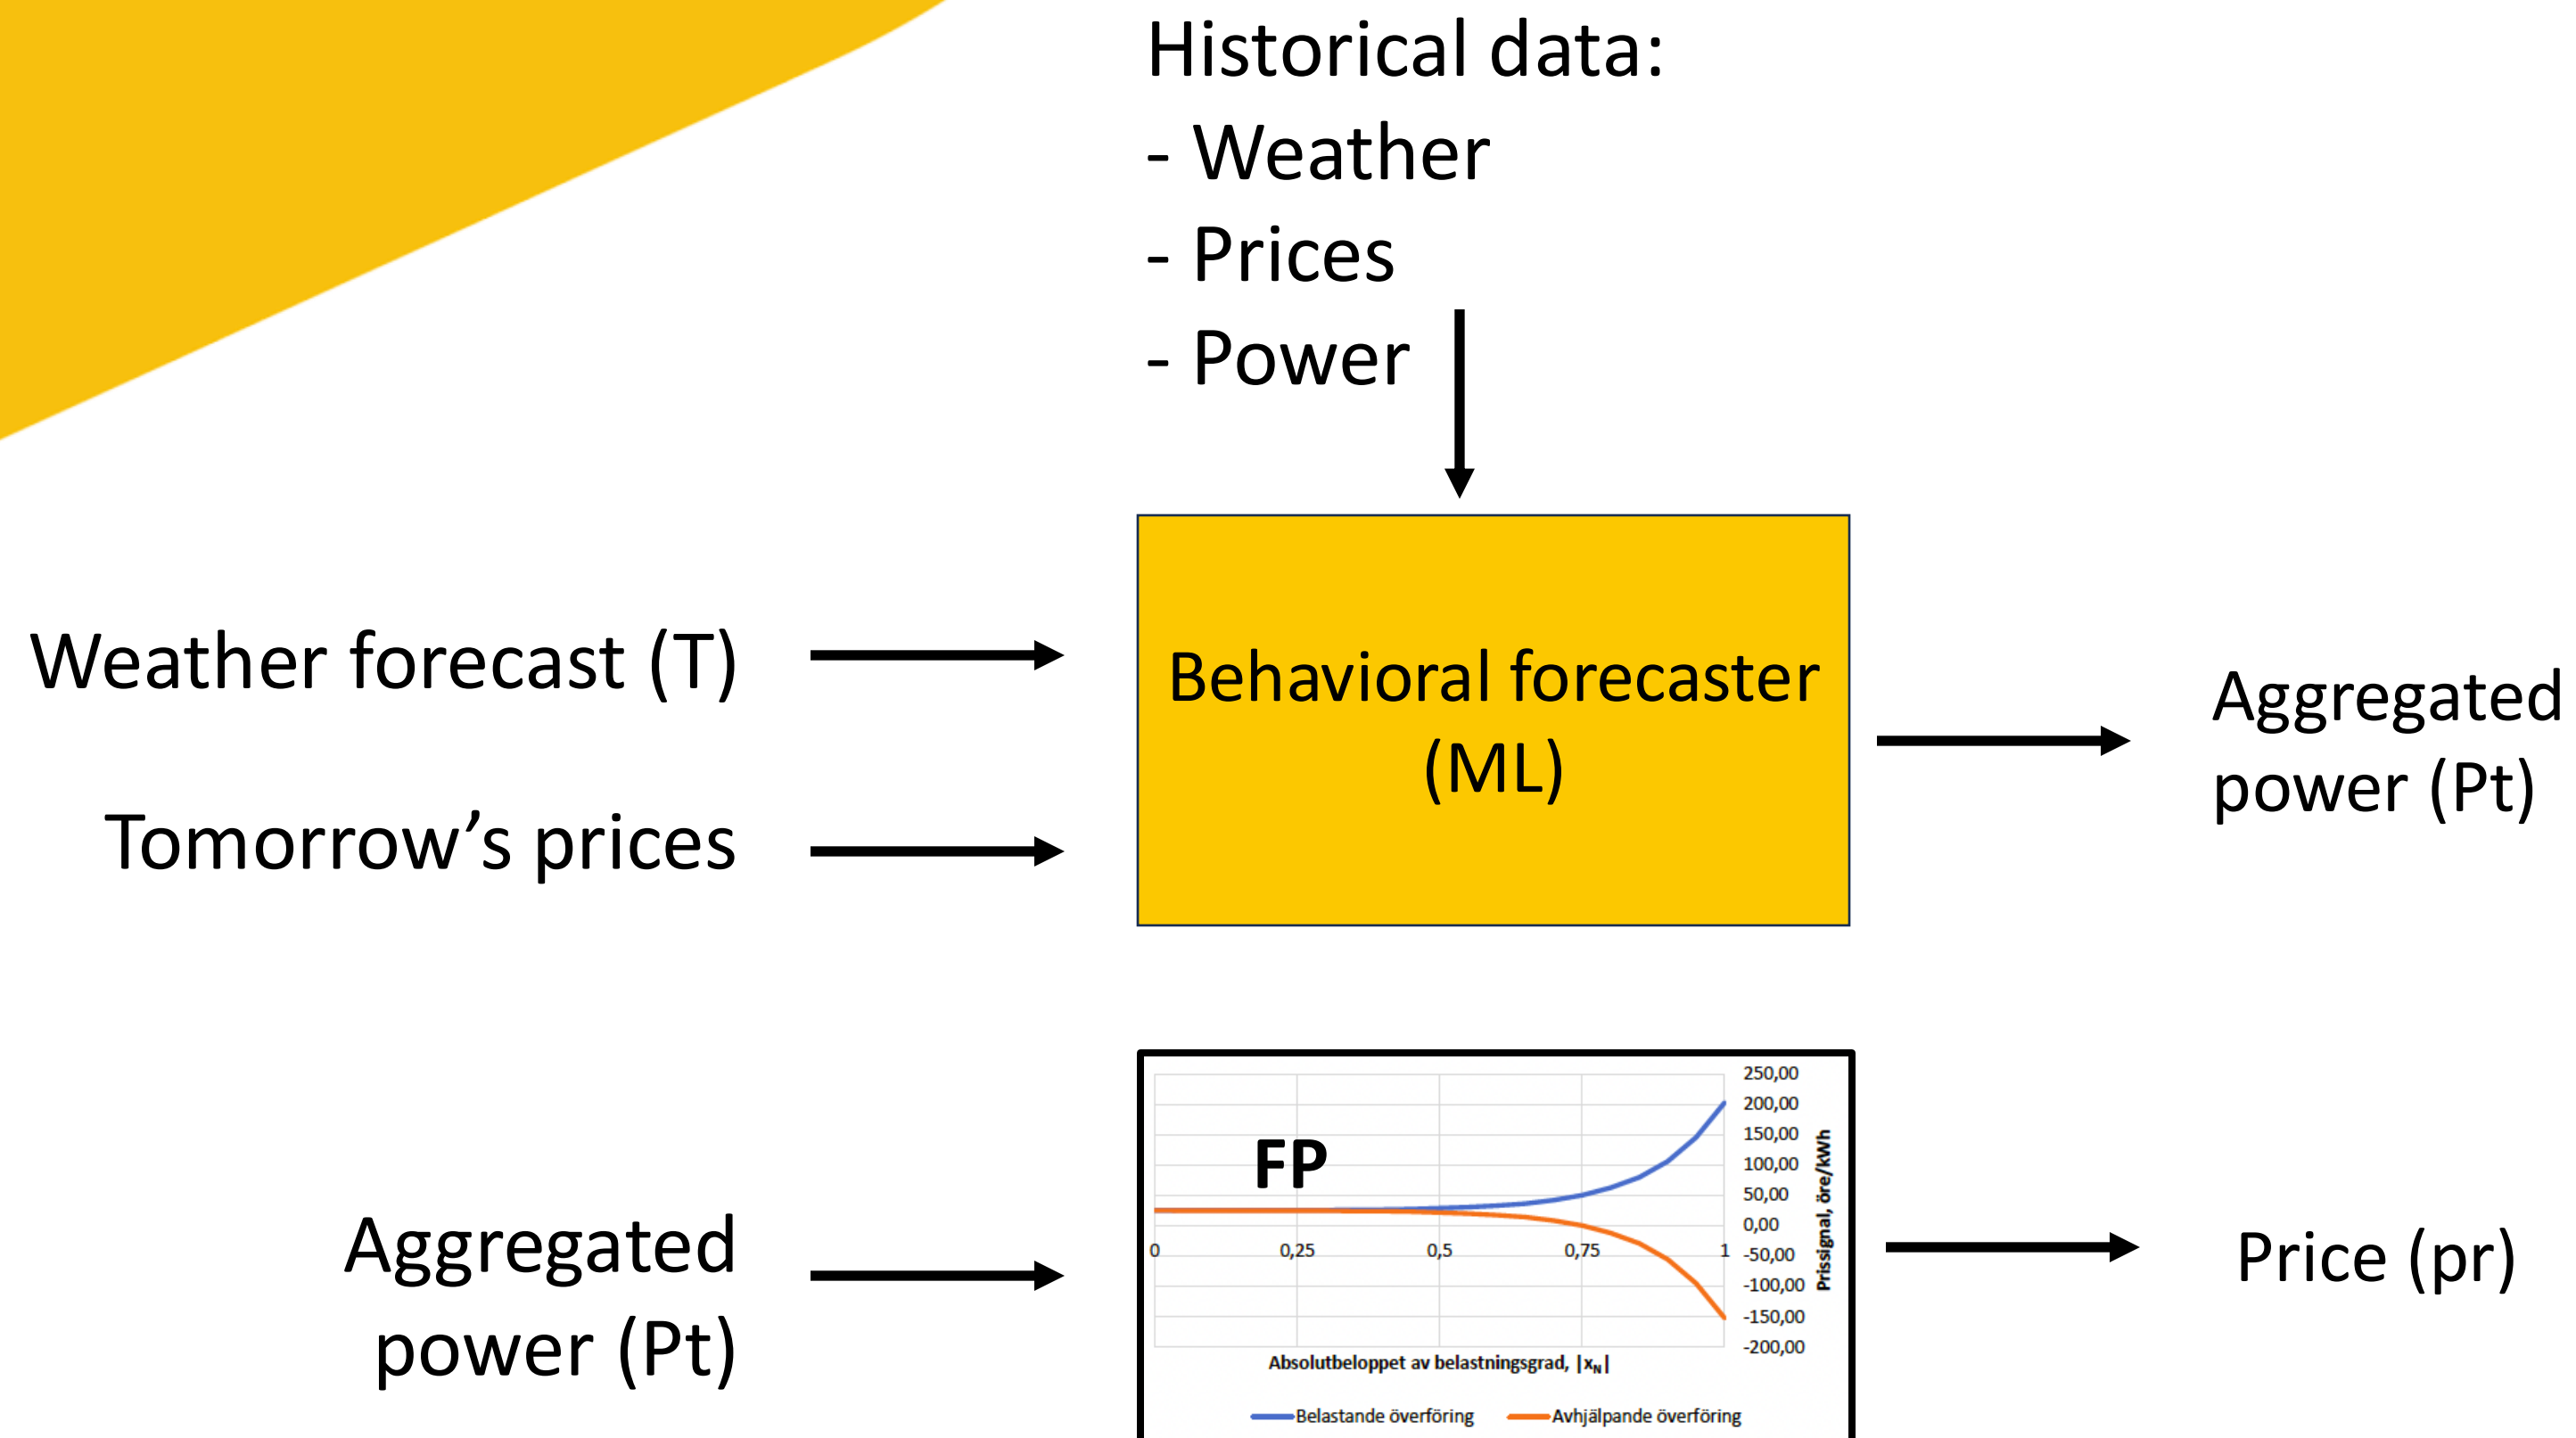 Historical data:
- Weather
- Prices
- Power
Weather forecast (T)
Tomorrow’s prices
Behavioral forecaster
(ML)
Aggregated
power (Pt)
Aggregated
power (Pt)
FP
250,00
200,00
150,00
100,00
50,00
0,00
-50,00
-100,00
-150,00
-200,00
Prissignal, öre/kWh
0
0,25
0,5
0,75
1
Absolutbeloppet av belastningsgrad, |xN|
Belastande överföring
Avhjälpande överföring
Price (pr)